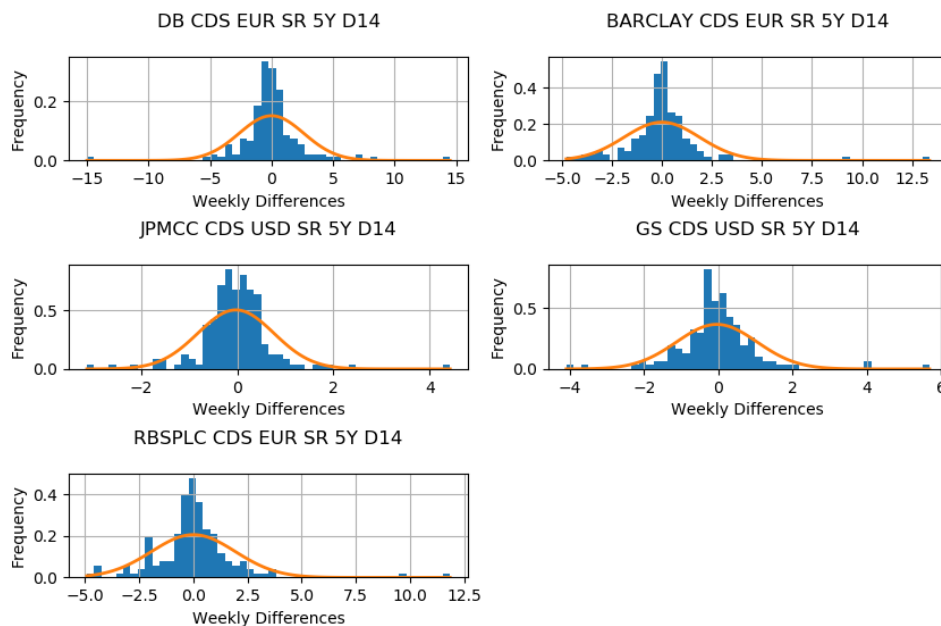 DB CDS EUR SR 5Y D14
BARCLAY CDS EUR SR 5Y D14
Frequency
0.2
0.0
−15 −10 −5 0 5 10 15
Weekly Differences
Frequency
0.4
0.2
0.0
−5.0 −2.5 0.0 2.5 5.0 7.5 10.0 12.5
Weekly Differences
JPMCC CDS USD SR 5Y D14
GS CDS USD SR 5Y D14
Frequency
0.5
0.0
−2 0 2 4
Weekly Differences
Frequency
0.5
0.0
−4 −2 0 2 4 6
Weekly Differences
RBSPLC CDS EUR SR 5Y D14
Frequency
0.4
0.2
0.0
−5.0 −2.5 0.0 2.5 5.0 7.5 10.0 12.5
Weekly Differences